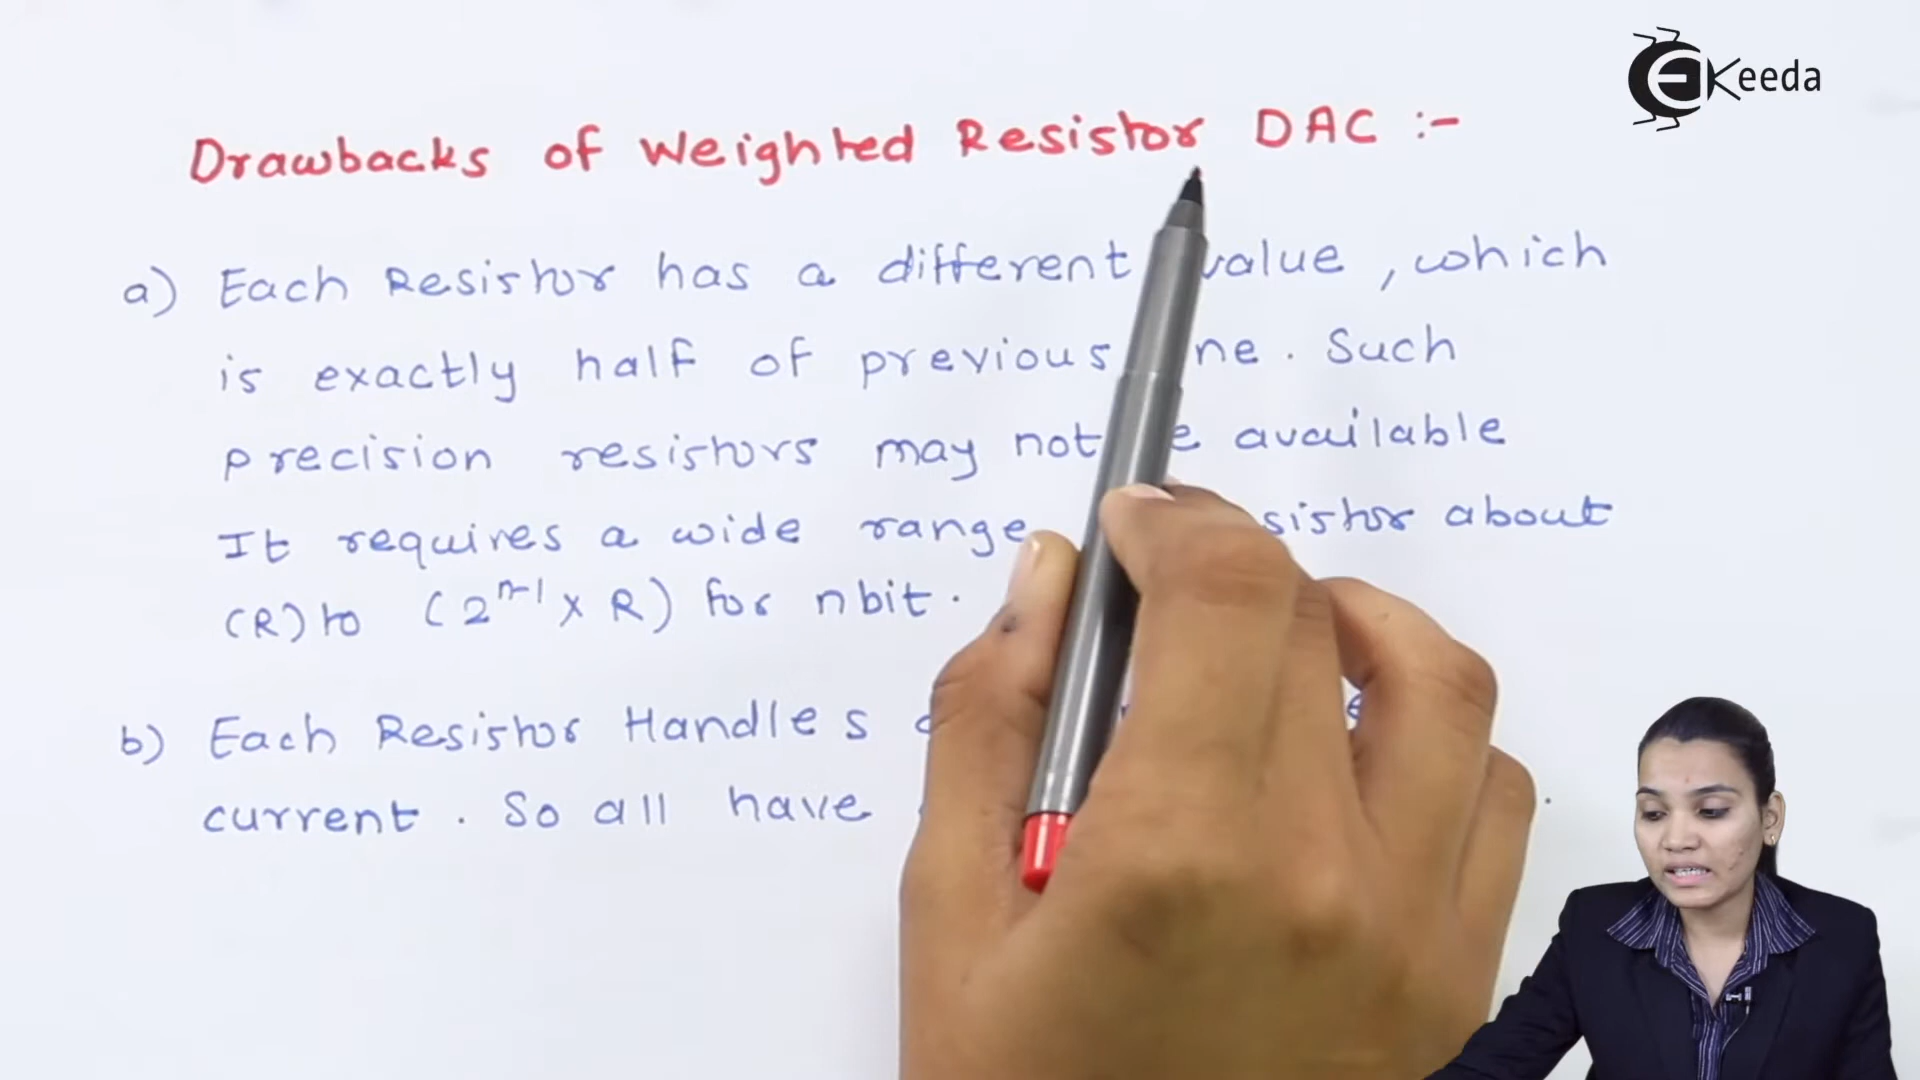 EKeeda
Drawbacks of Weighted Resistor DAC :-
a) Each Resistor has a different value , which
is exactly half of previous ne . Such
precision resistors may not e available
It requires a wide range sistor about
(R) to (2^n-1 x R) for n bit .
b) Each Resistor Handles
current . So all have